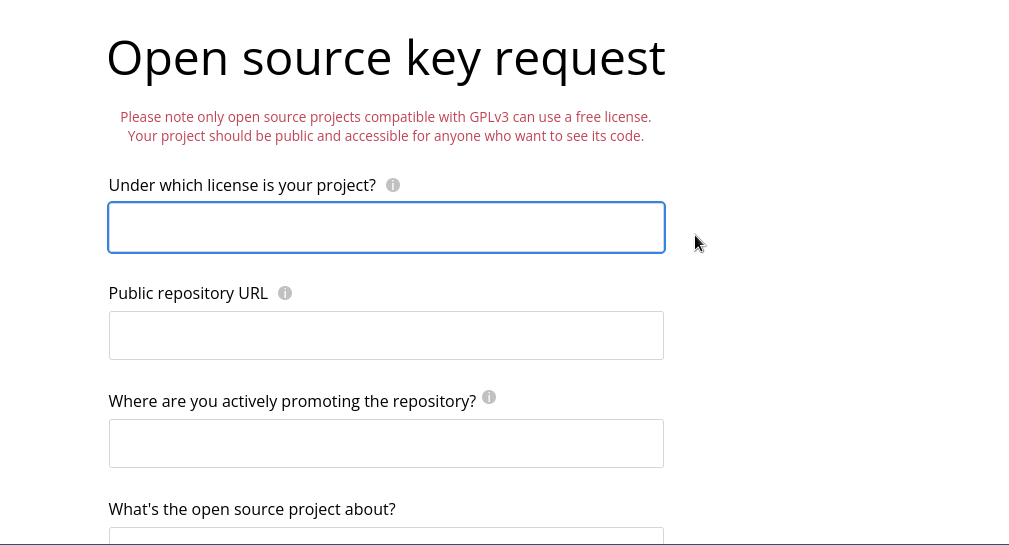 Open source key request
Please note only open source projects compatible with GPLv3 can use a free license.
Your project should be public and accessible for anyone who want to see its code.
Under which license is your project?
Public repository URL
Where are you actively promoting the repository?
What's the open source project about?